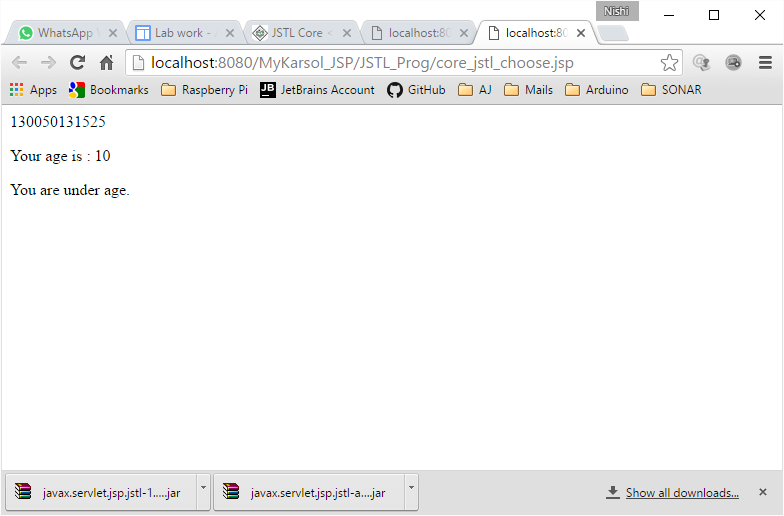 Nishi
WhatsApp
Lab work -
JSTL Core
localhost:80
localhost:80
localhost:8080/MyKarsol_JSP/JSTL_Prog/core_jstl_choose.jsp
Apps Bookmarks Raspberry Pi JetBrains Account GitHub AJ Mails Arduino SONAR
130050131525
Your age is : 10
You are under age.
javax.servlet.jsp.jstl-1.....jar javax.servlet.jsp.jstl-a....jar Show all downloads...